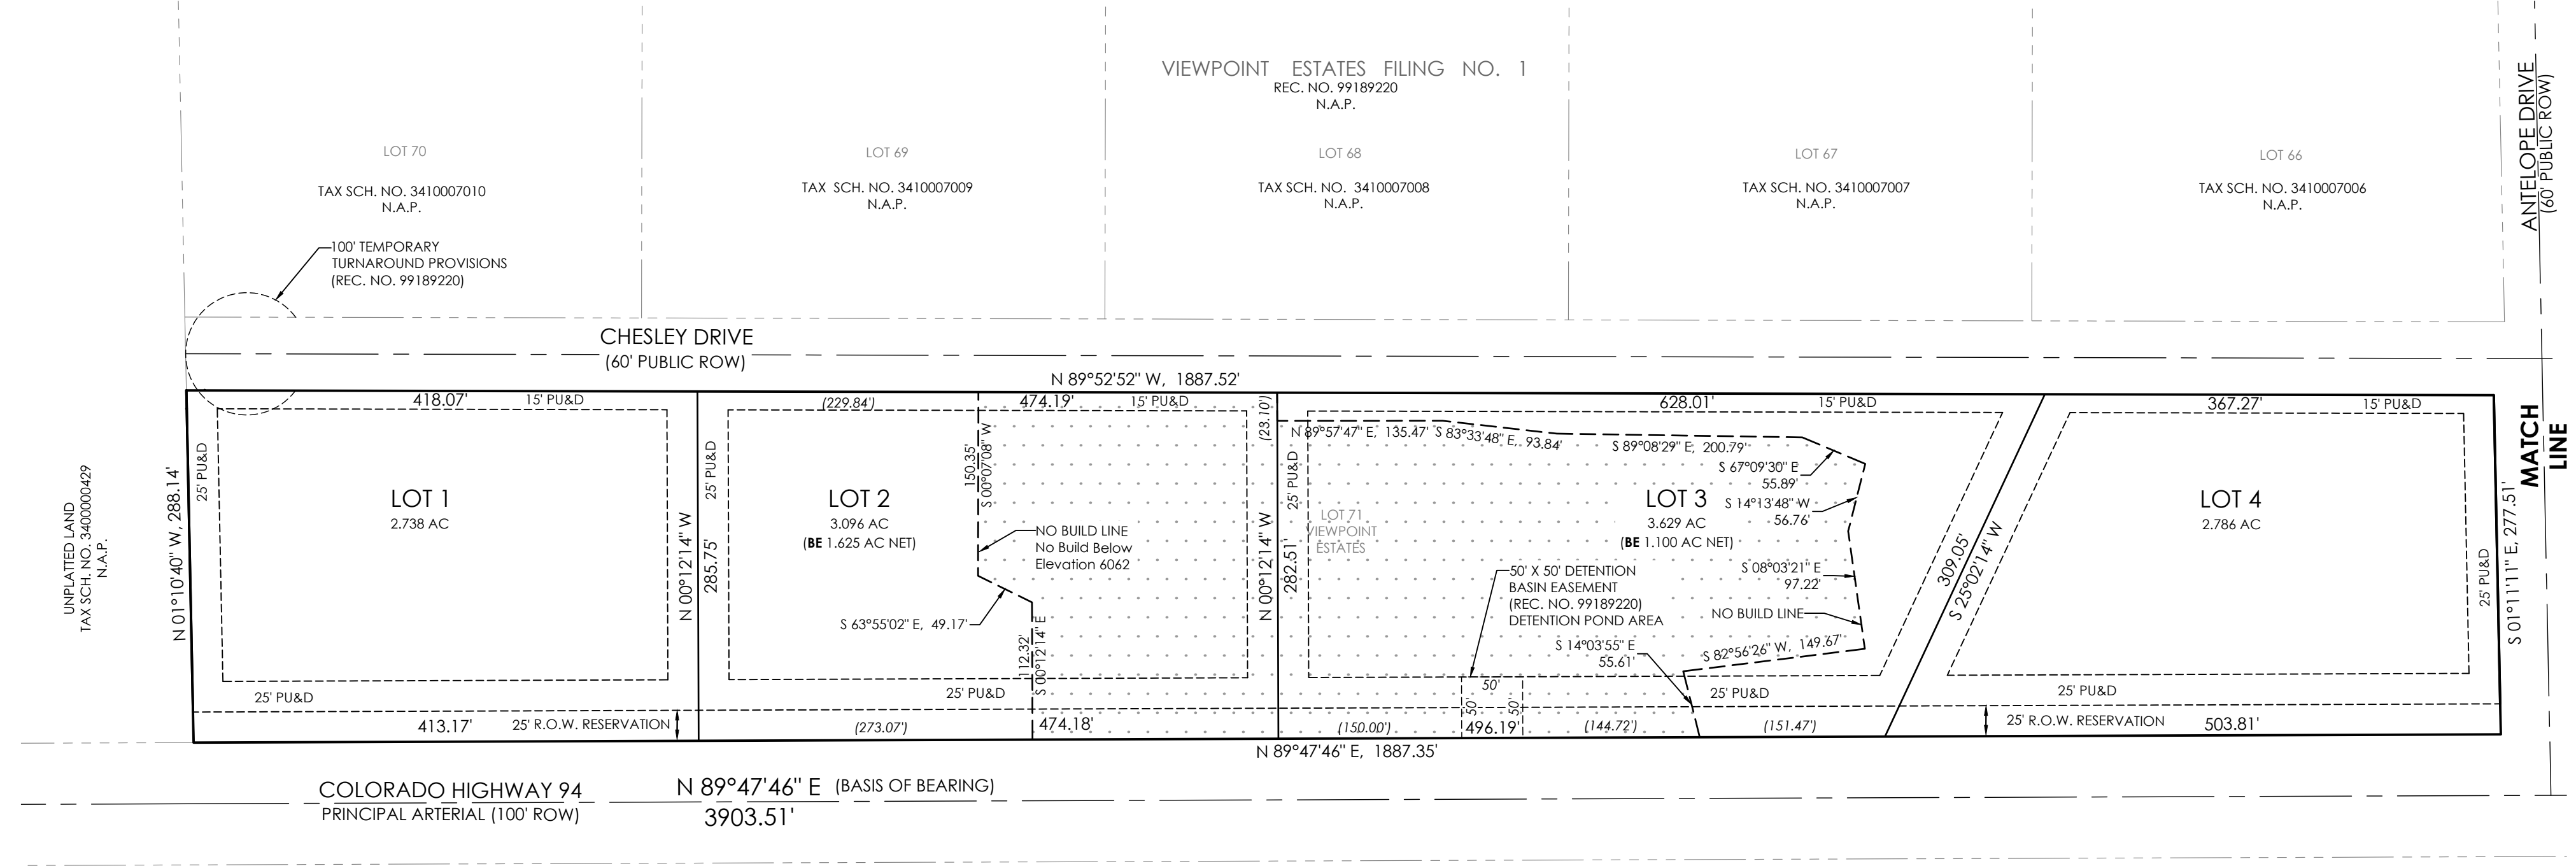 VIEWPOINT ESTATES FILING NO. 1
REC. NO. 99189220
N.A.P.
LOT 70
TAX SCH. NO. 3410007010
N.A.P.
LOT 69
TAX SCH. NO. 3410007009
N.A.P.
LOT 68
TAX SCH. NO. 3410007008
N.A.P.
LOT 67
TAX SCH. NO. 3410007007
N.A.P.
LOT 66
TAX SCH. NO. 3410007006
N.A.P.
ANTELOPE DRIVE
(60' PUBLIC ROW)
100' TEMPORARY
TURNAROUND PROVISIONS
(REC. NO. 99189220)
CHESLEY DRIVE
(60' PUBLIC ROW)
N 89°52'52" W, 1887.52'
UNPLATTED LAND
TAX SCH. NO. 3400000429
N.A.P.
N 01°10'40" W, 288.14'
25' PU&D
418.07'
15' PU&D
LOT 1
2.738 AC
25' PU&D
413.17'
25' R.O.W. RESERVATION
N 00°12'14" W
285.75'
25' PU&D
(229.84')
474.19'
15' PU&D
LOT 2
3.096 AC
(BE 1.625 AC NET)
150.35'
S 00°07'08" W
NO BUILD LINE
No Build Below
Elevation 6062
S 63°55'02" E, 49.17'
112.32'
S 00°12'14" E
25' PU&D
(273.07')
474.18'
(23.10')
N 00°12'14" W
282.51'
25' PU&D
628.01'
15' PU&D
N 89°57'47" E, 135.47'
S 83°33'48" E, 93.84'
S 89°08'29" E, 200.79'
S 67°09'30" E
55.89'
S 14°13'48" W
56.76'
LOT 71
VIEWPOINT
ESTATES
LOT 3
3.629 AC
(BE 1.100 AC NET)
50' X 50' DETENTION
BASIN EASEMENT
(REC. NO. 99189220)
DETENTION POND AREA
S 08°03'21" E
97.22'
NO BUILD LINE
S 14°03'55" E
55.61'
S 82°56'26" W, 149.67'
50'
50'
50'
25' PU&D
(150.00')
496.19'
(144.72')
(151.47')
309.05'
S 25°02'14" W
367.27'
15' PU&D
LOT 4
2.786 AC
25' PU&D
25' PU&D
25' R.O.W. RESERVATION
503.81'
S 01°11'11" E, 277.51'
MATCH
LINE
N 89°47'46" E, 1887.35'
COLORADO HIGHWAY 94
PRINCIPAL ARTERIAL (100' ROW)
N 89°47'46" E (BASIS OF BEARING)
3903.51'